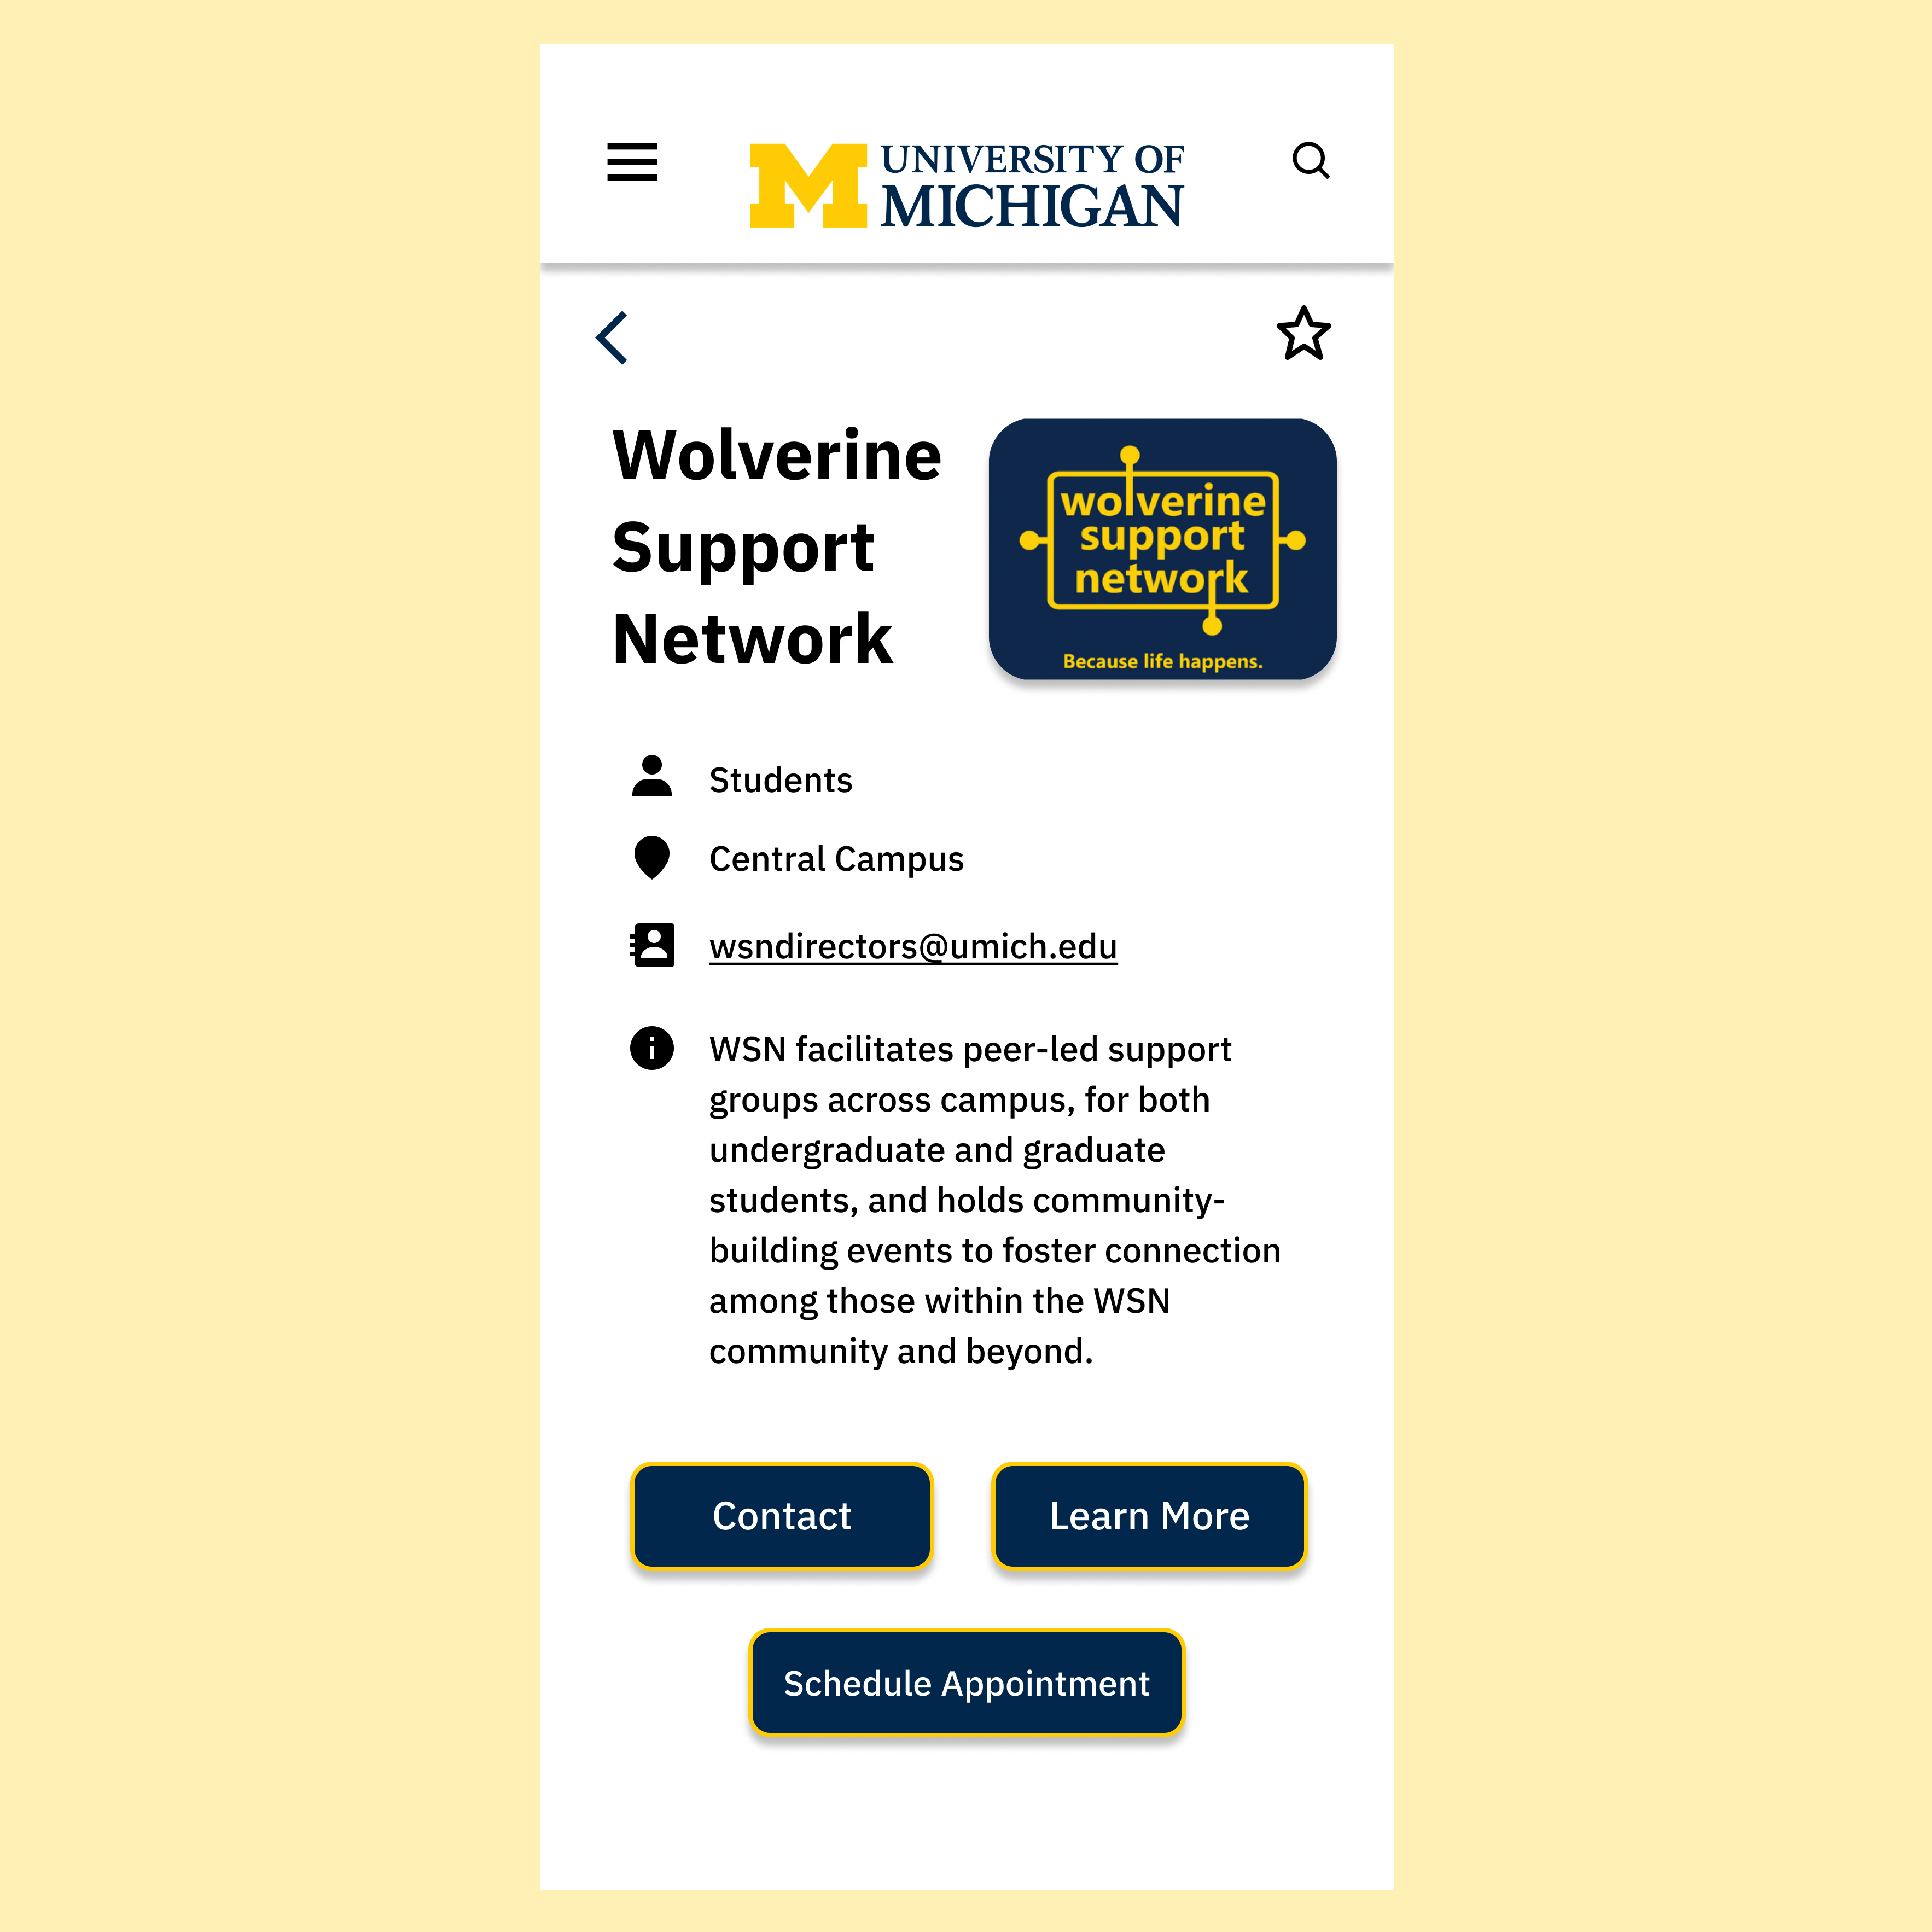 UNIVERSITY OF
MICHIGAN
Wolverine
Support
Network
wolverine
support
network
Because life happens.
Students
Central Campus
wsndirectors@umich.edu
WSN facilitates peer-led support
groups across campus, for both
undergraduate and graduate
students, and holds community-
building events to foster connection
among those within the WSN
community and beyond.
Contact
Learn More
Schedule Appointment